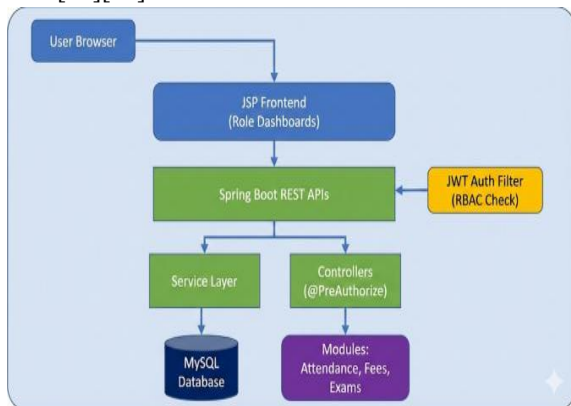 User Browser
JSP Frontend
(Role Dashboards)
Spring Boot REST APIs
JWT Auth Filter
(RBAC Check)
Service Layer
Controllers
(@PreAuthorize)
MySQL
Database
Modules:
Attendance, Fees,
Exams